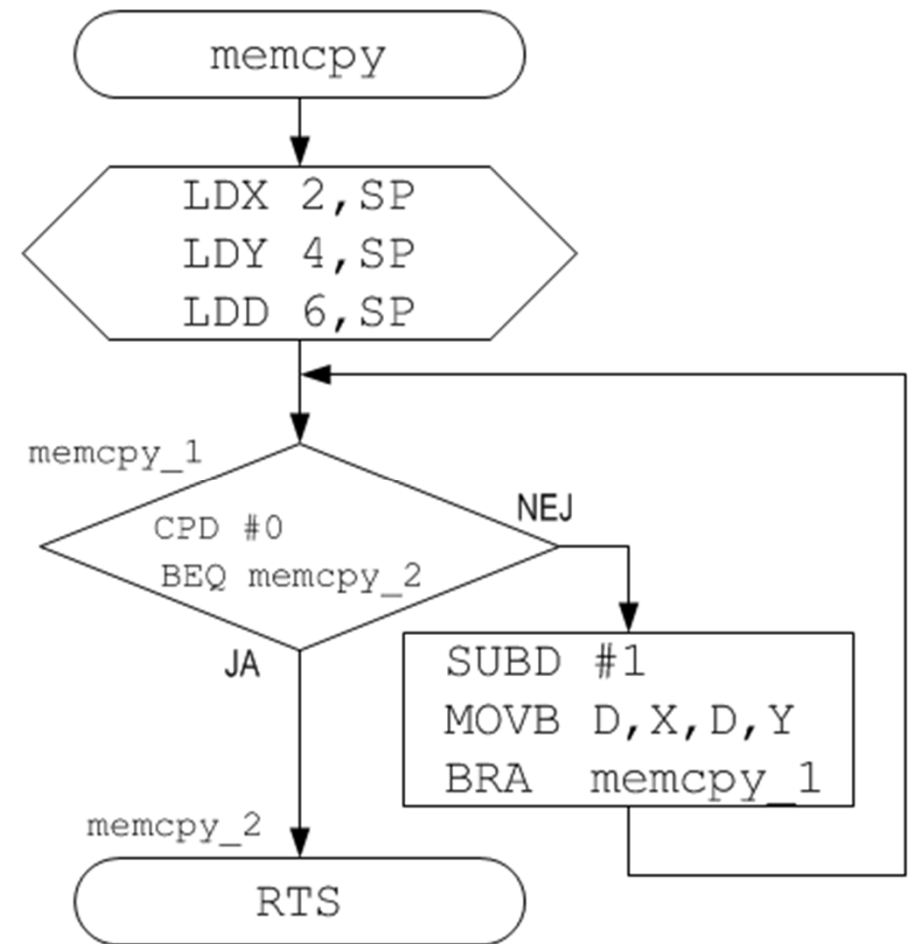 memcpy
LDX 2,SP
LDY 4,SP
LDD 6,SP
memcpy_1
NEJ
CPD #0
BEQ memcpy_2
JA
SUBD #1
MOVB D,X,D,Y
BRA memcpy_1
memcpy_2
RTS